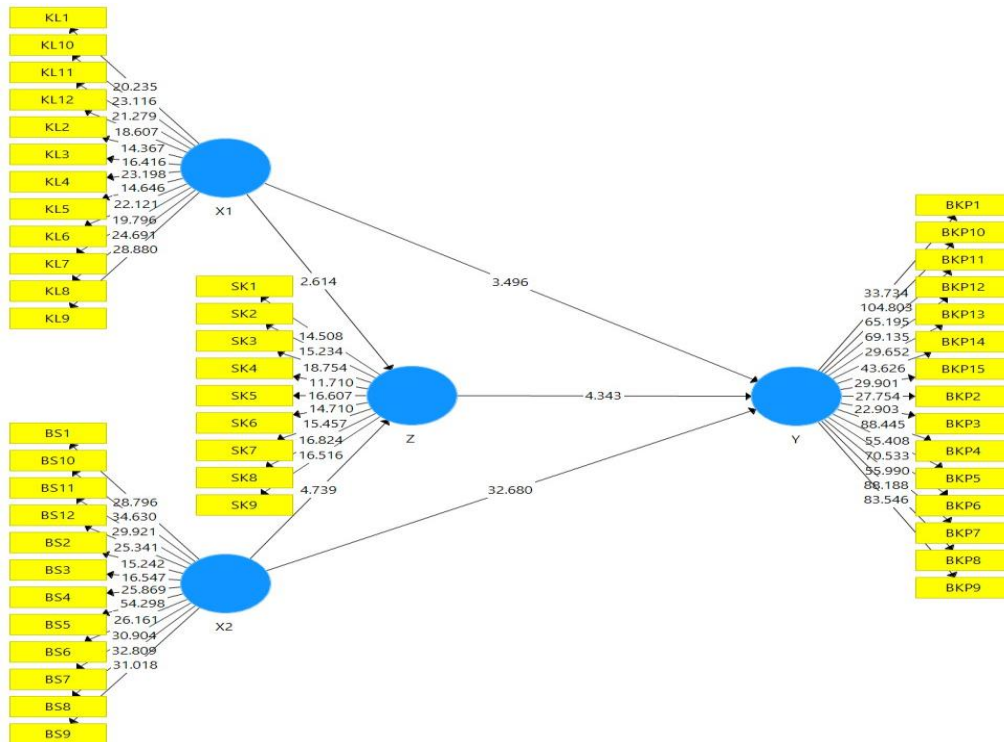 KL1
KL10
KL11
KL12
KL2
KL3
KL4
KL5
KL6
KL7
KL8
KL9
20.235
23.116
21.279
18.607
14.367
16.416
23.198
14.646
22.121
19.796
24.691
28.880
X1
2.614
3.496
SK1
SK2
SK3
SK4
SK5
SK6
SK7
SK8
SK9
14.508
15.234
18.754
11.710
16.607
14.710
15.457
16.824
16.516
Z
4.343
4.739
32.680
BS1
BS10
BS11
BS12
BS2
BS3
BS4
BS5
BS6
BS7
BS8
BS9
28.796
34.630
29.921
25.341
15.242
16.547
25.869
54.298
26.161
30.904
32.809
31.018
X2
Y
33.734
104.803
65.195
69.135
29.652
43.626
29.901
27.754
22.903
88.445
55.408
70.533
55.990
88.188
83.546
BKP1
BKP10
BKP11
BKP12
BKP13
BKP14
BKP15
BKP2
BKP3
BKP4
BKP5
BKP6
BKP7
BKP8
BKP9